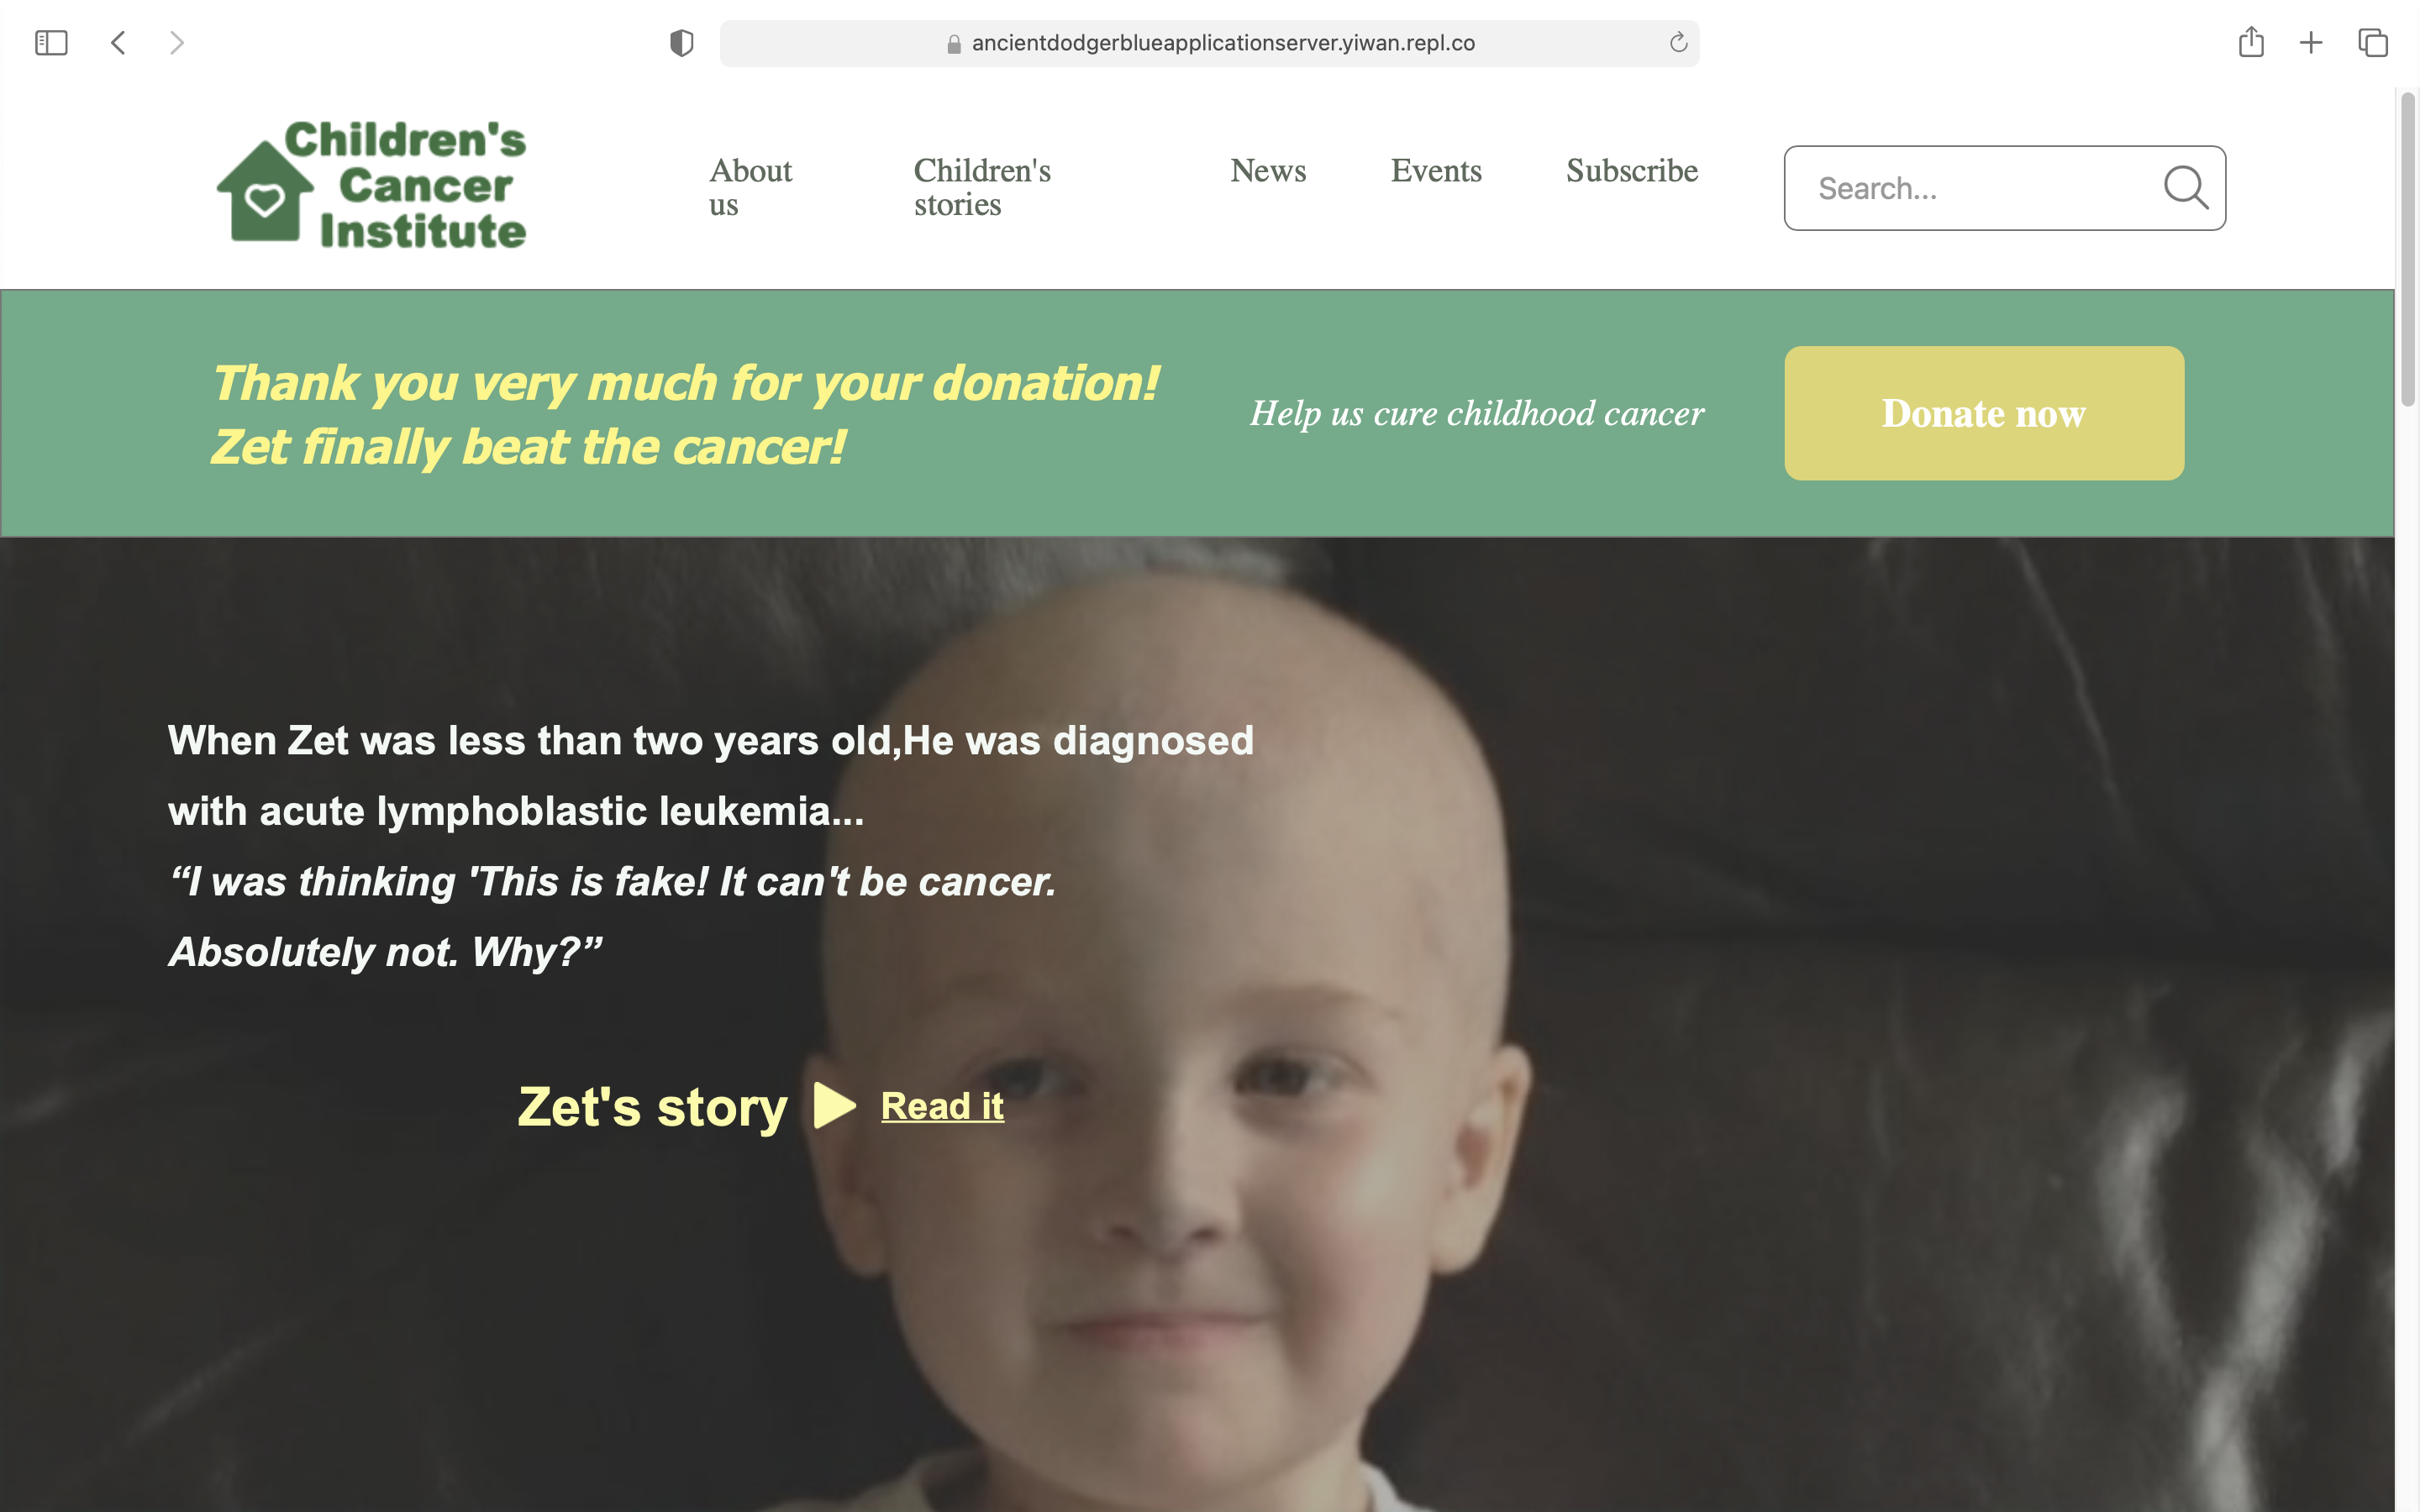 ancientdodgerblueapplicationserver.yiwan.repl.co
Children's
Cancer
Institute
About
us
Children's
stories
News
Events
Subscribe
Search...
Thank you very much for your donation!
Zet finally beat the cancer!
Help us cure childhood cancer
Donate now
When Zet was less than two years old,He was diagnosed
with acute lymphoblastic leukemia...
“I was thinking 'This is fake! It can't be cancer.
Absolutely not. Why?”
Zet's story
Read it